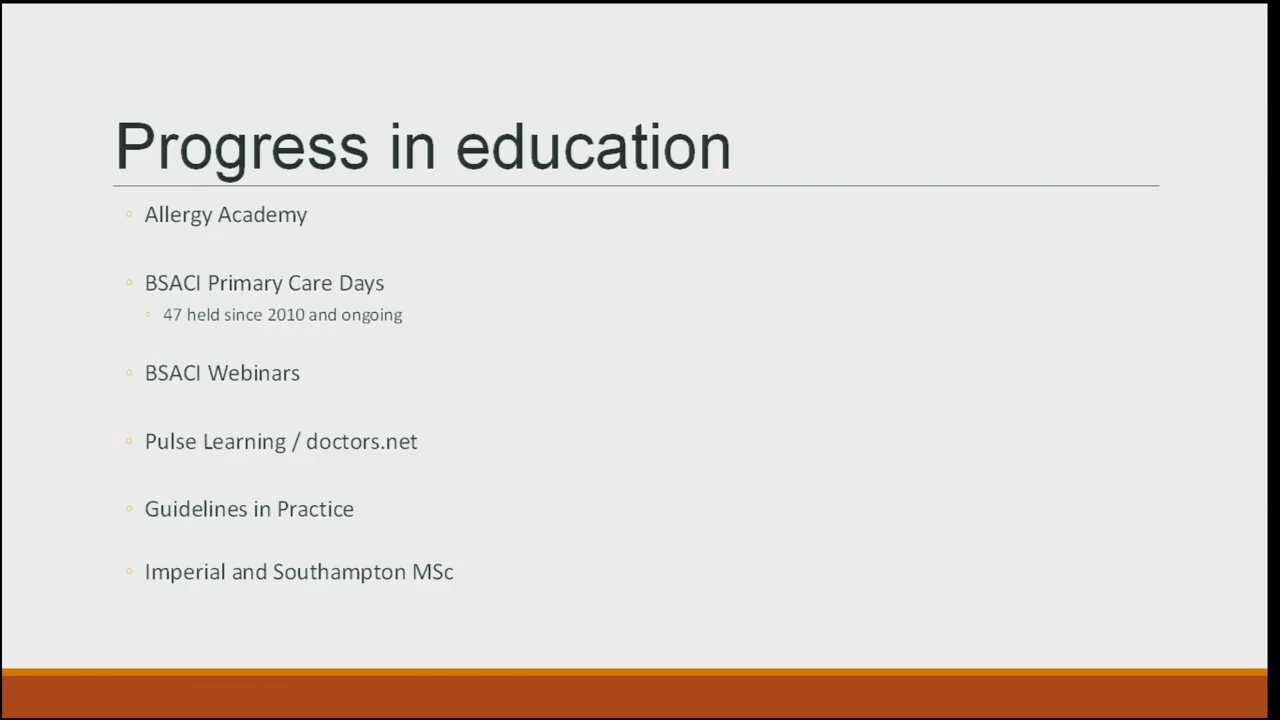 Progress in education
Allergy Academy
BSACI Primary Care Days
47 held since 2010 and ongoing
BSACI Webinars
Pulse Learning / doctors.net
Guidelines in Practice
Imperial and Southampton MSc